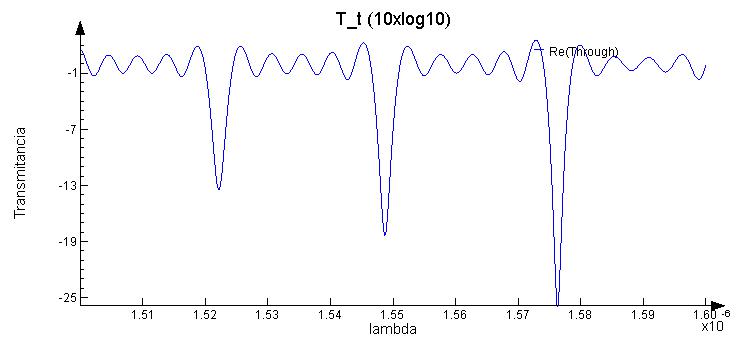 T_t (10xlog10)
Re(Through)
Transmitancia
-1
-7
-13
-19
-25
1.51 1.52 1.53 1.54 1.55 1.56 1.57 1.58 1.59 1.60 -6
x10
lambda